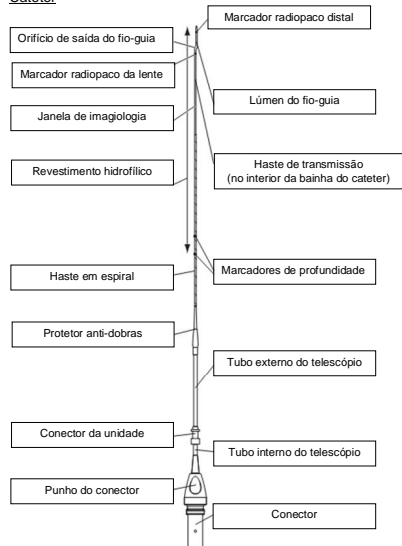 Cateter
Marcador radiopaco distal
Orifício de saída do fio-guia
Marcador radiopaco da lente
Lúmen do fio-guia
Janela de imagiologia
Haste de transmissão
(no interior da bainha do cateter)
Revestimento hidrofílico
Marcadores de profundidade
Haste em espiral
Protetor anti-dobras
Tubo externo do telescópio
Conector da unidade
Tubo interno do telescópio
Punho do conector
Conector